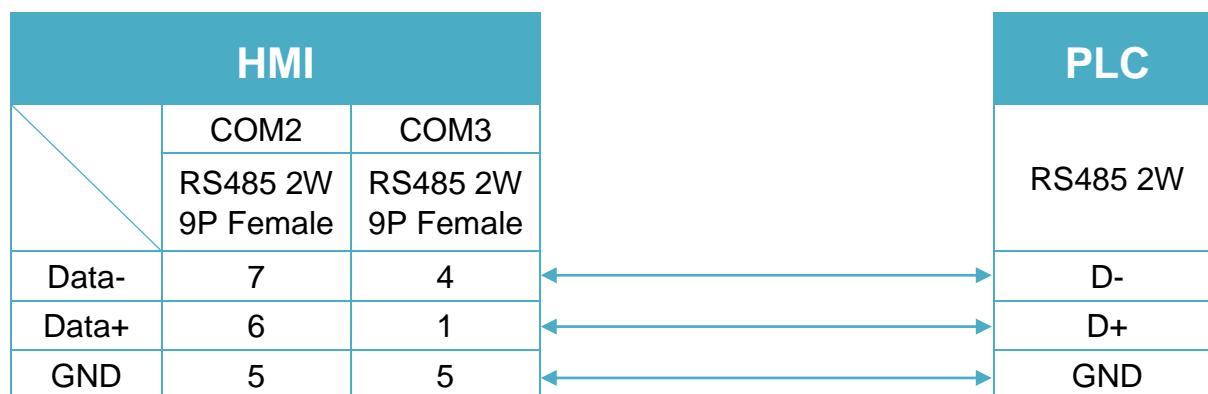 HMI PLC
COM2 COM3
RS485 2W RS485 2W RS485 2W
9P Female 9P Female
Data- 7 4 D-
Data+ 6 1 D+
GND 5 5 GND